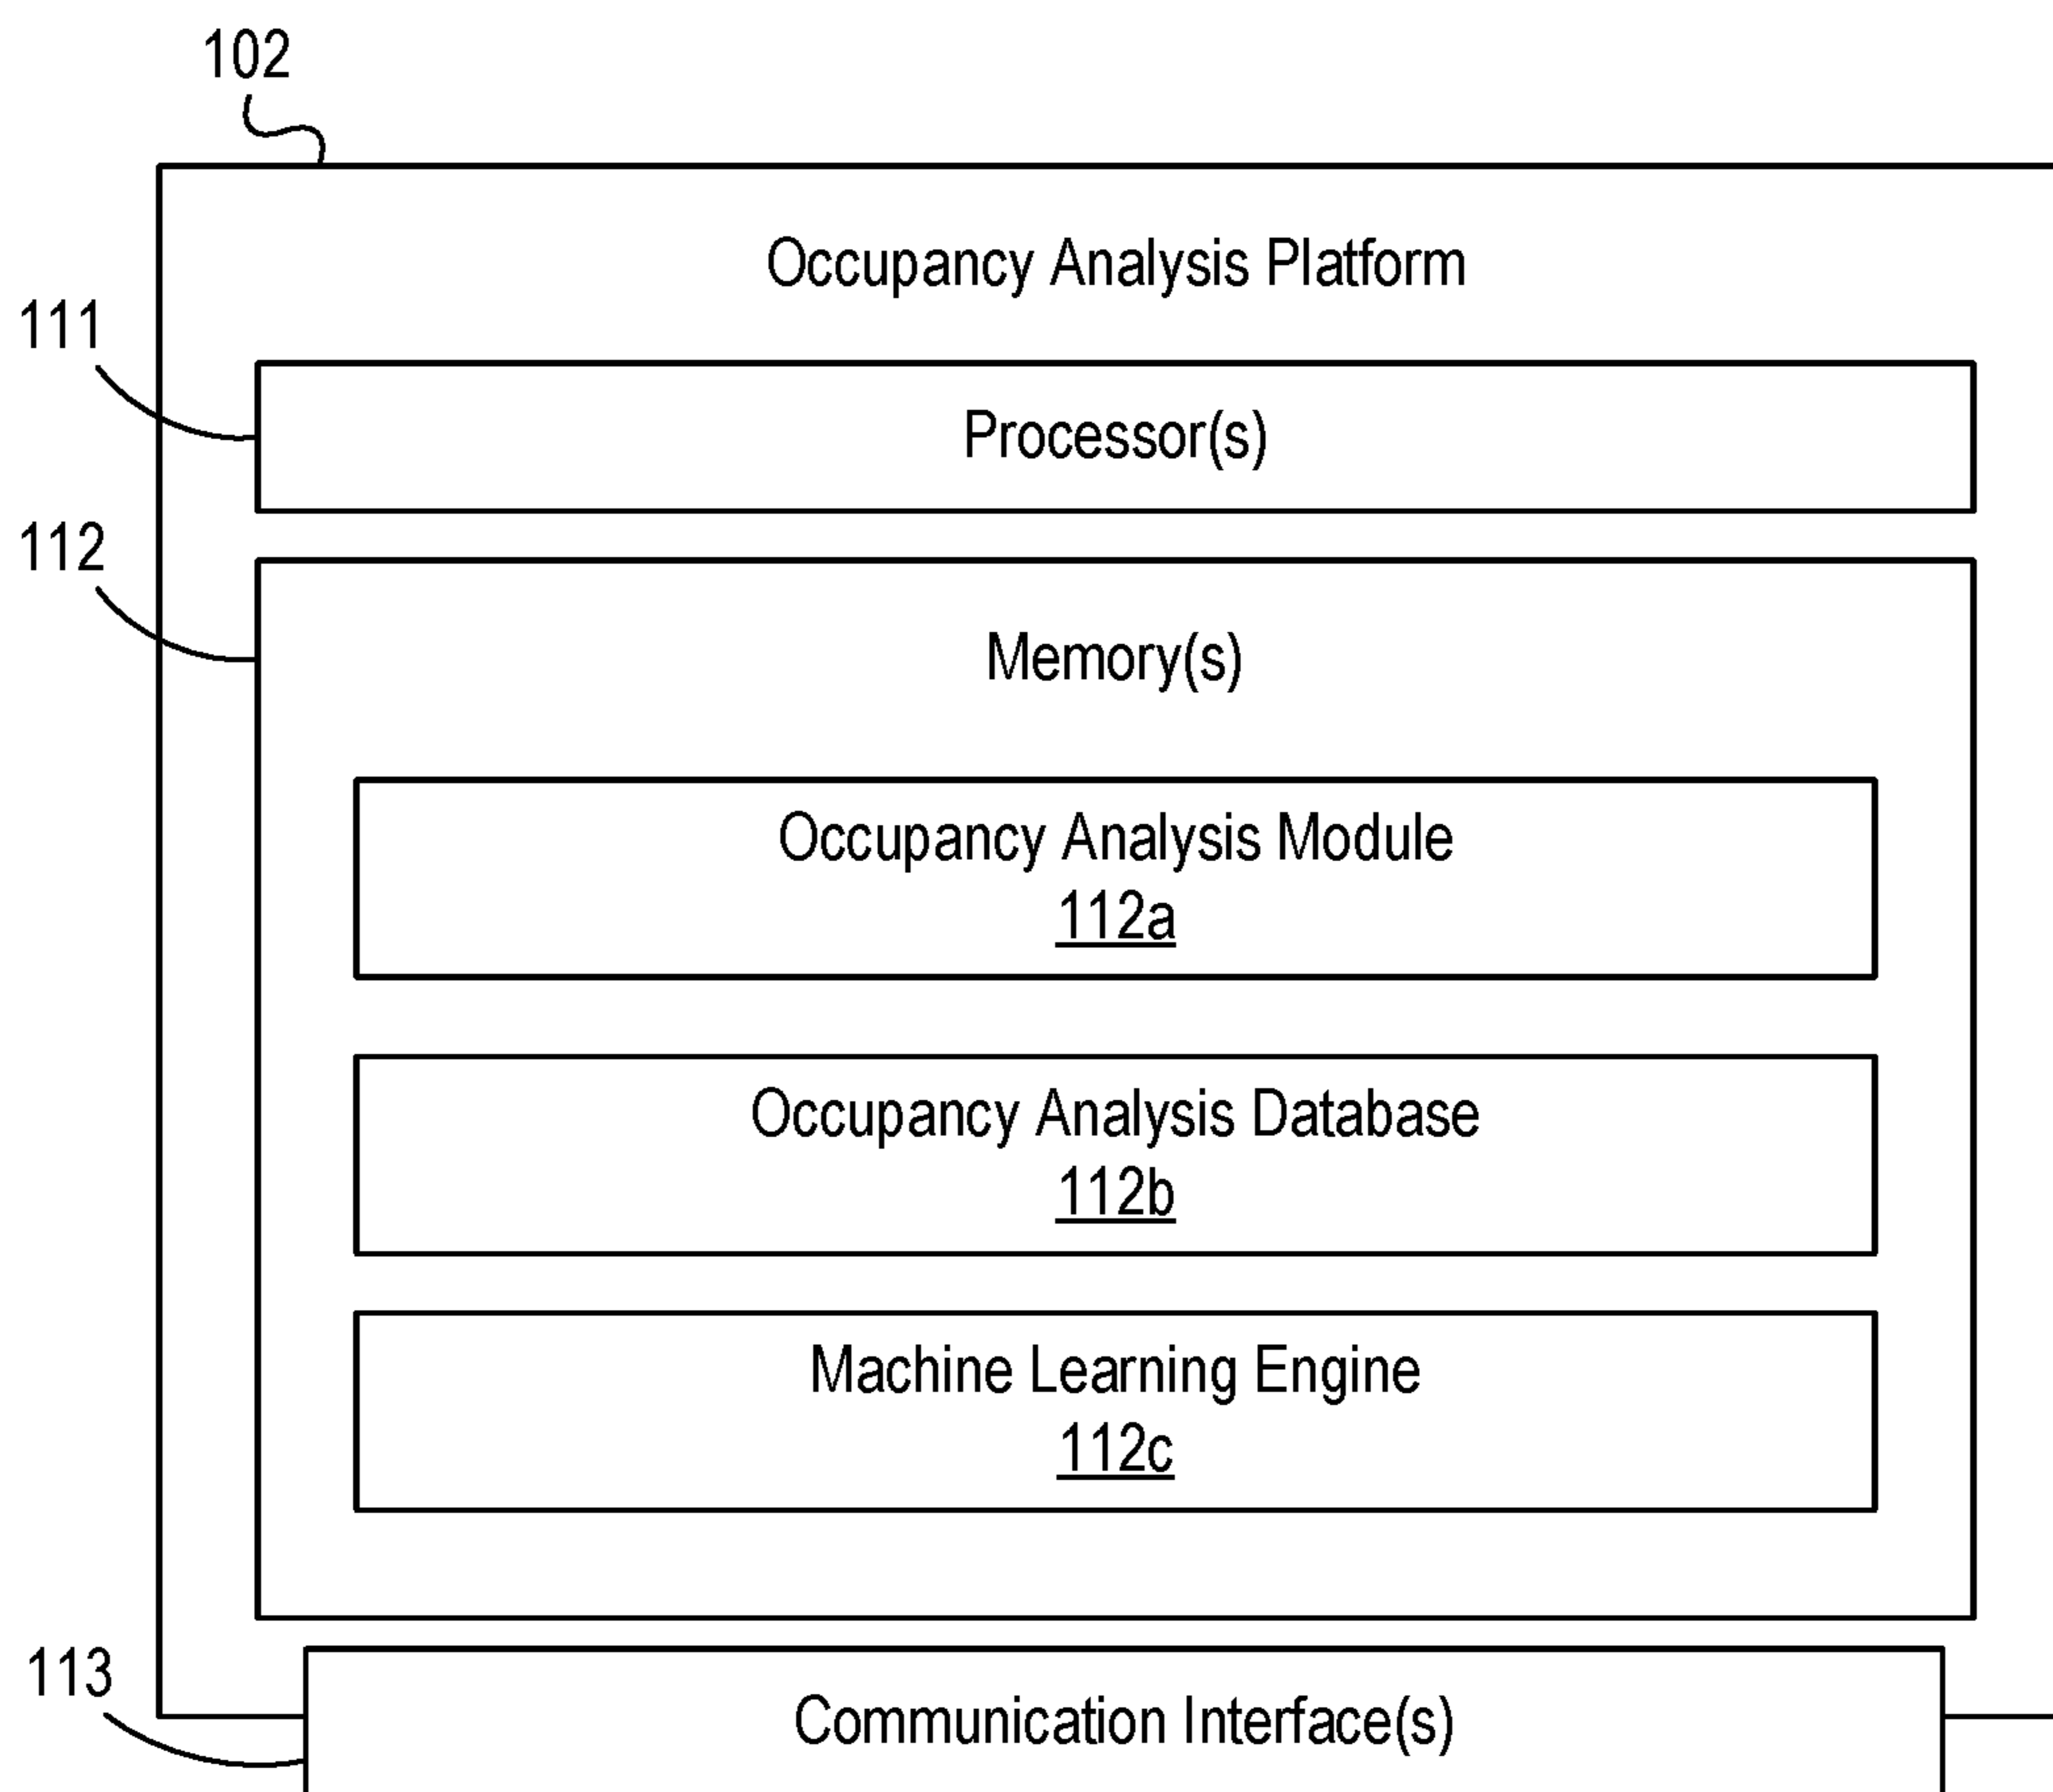 102
Occupancy Analysis Platform
111
Processor(s)
112
Memory(s)
Occupancy Analysis Module
112a
Occupancy Analysis Database
112b
Machine Learning Engine
112c
113
Communication Interface(s)